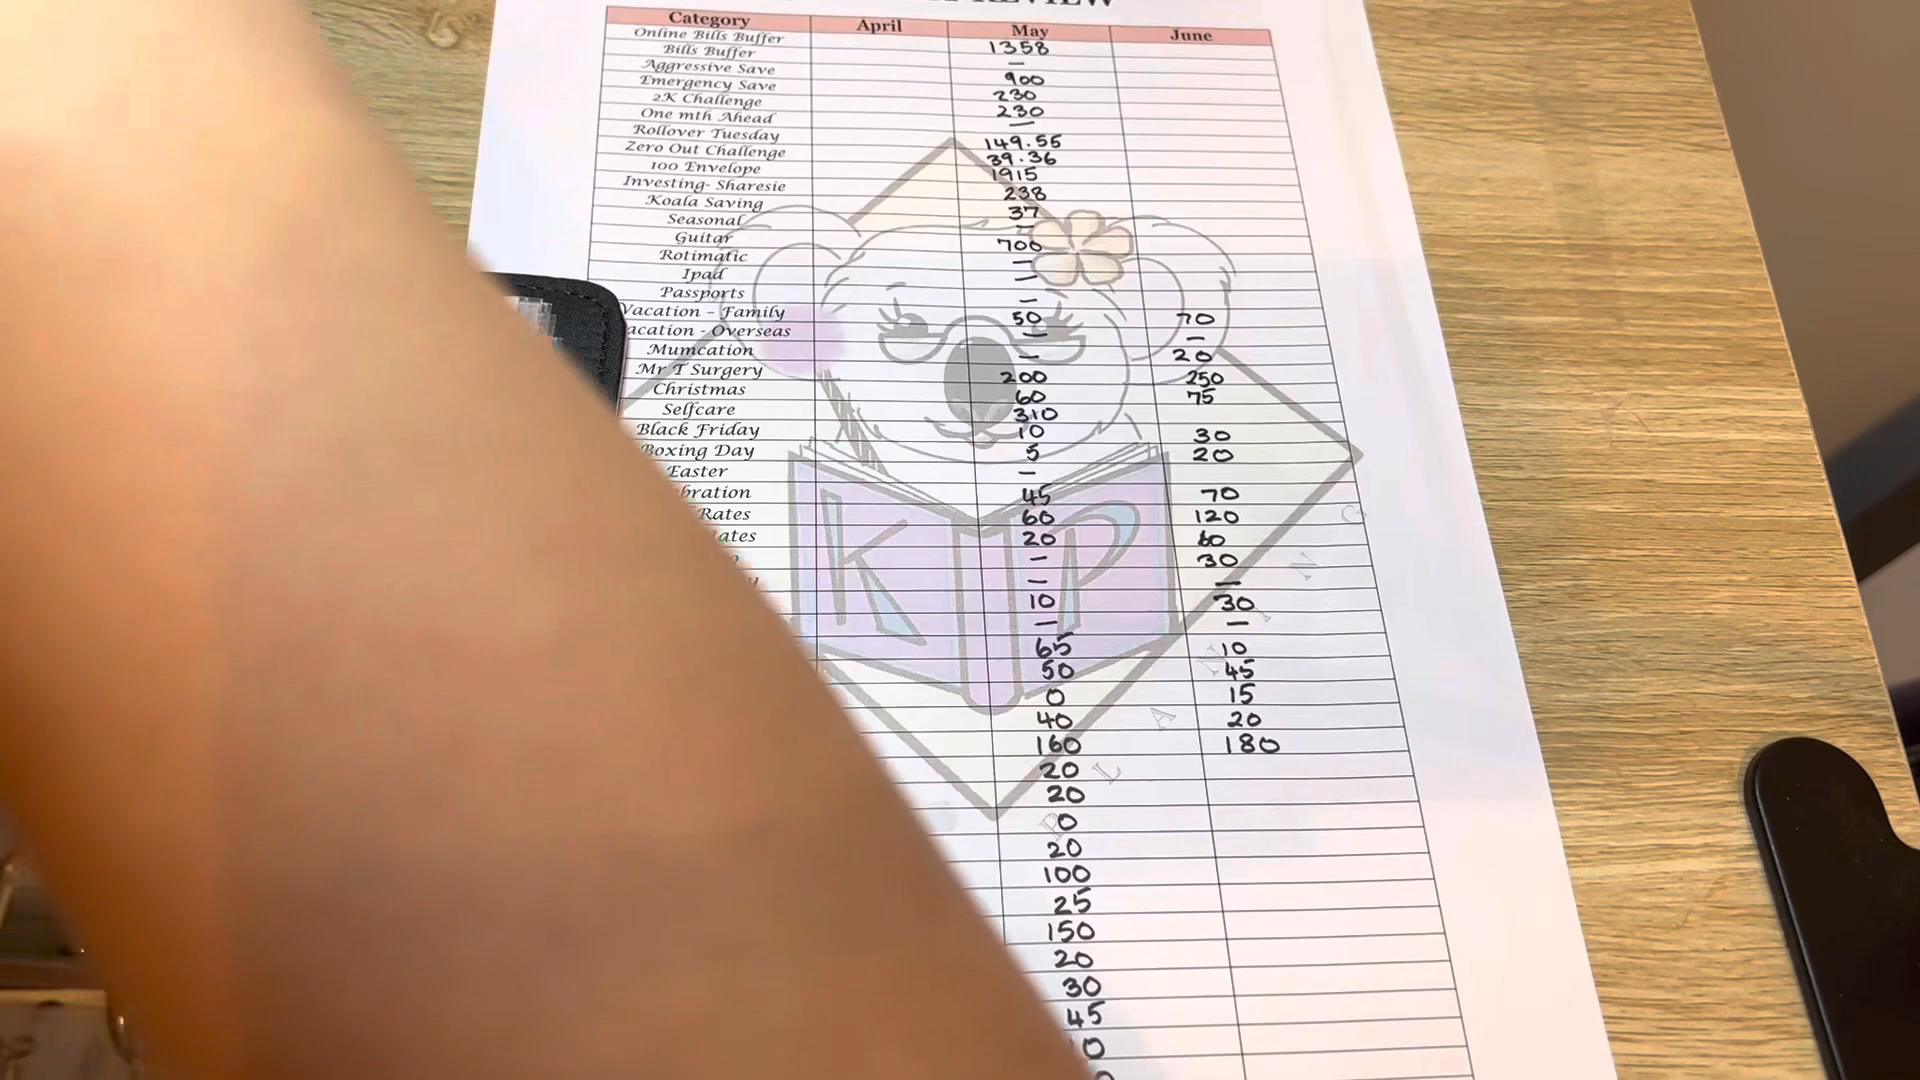 Category April May June
Online Bills Buffer 1358
Bills Buffer —
Aggressive Save 900
Emergency Save 230
2K Challenge 230
One mth Ahead —
Rollover Tuesday 149.55
Zero Out Challenge 39.36
100 Envelope 1915
Investing- Sharesie 238
Koala Saving 37
Seasonal —
Guitar 700
Rotimatic —
Ipad —
Passports —
Vacation – Family 50 70
acation - Overseas — —
Mumcation — 20
Mr T Surgery 200 250
Christmas 60 75
Selfcare 310
Black Friday 10 30
Boxing Day 5 20
Easter —
bration 45 70
Rates 60 120
ates 20 60
— 30
— —
10 30
— —
65 10
50 45
0 15
40 20
160 180
20
20
0
20
100
25
150
20
30
45
KP
PLANNING